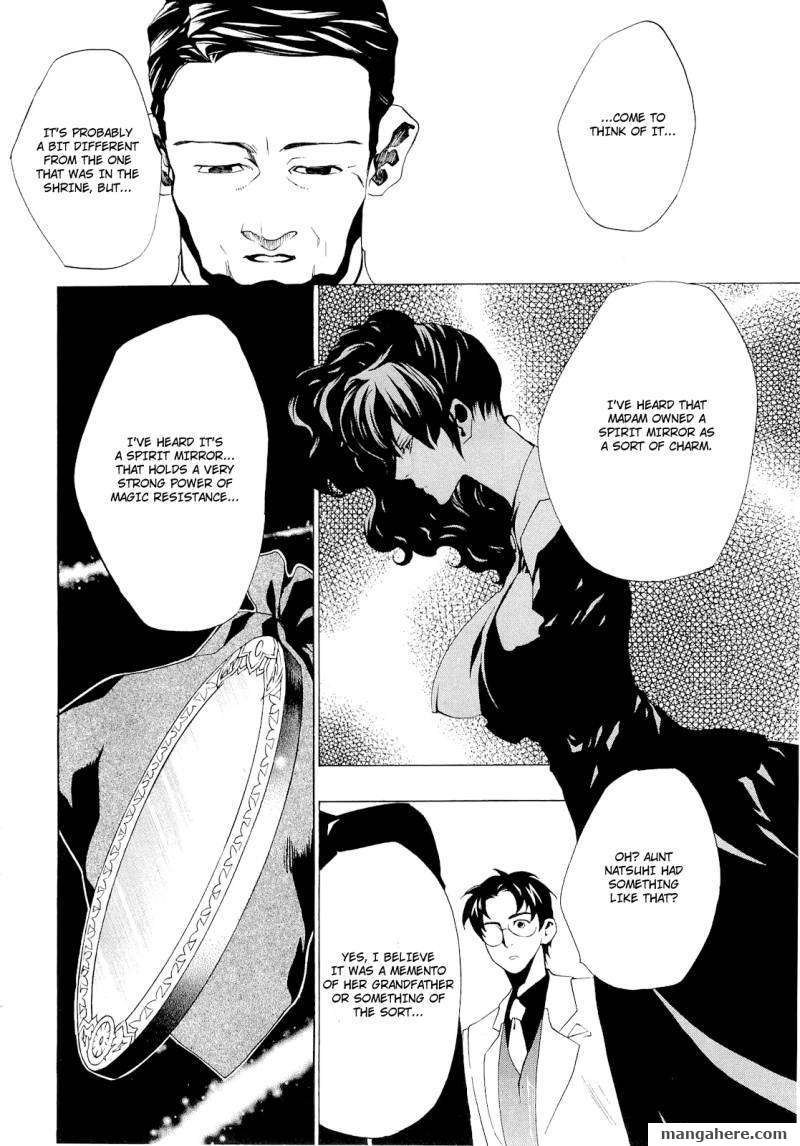 ...COME TO
THINK OF IT...
IT'S PROBABLY
A BIT DIFFERENT
FROM THE ONE
THAT WAS IN THE
SHRINE, BUT...
I'VE HEARD THAT
MADAM OWNED A
SPIRIT MIRROR AS
A SORT OF CHARM.
I'VE HEARD IT'S
A SPIRIT MIRROR...
...THAT HOLDS A VERY
STRONG POWER OF
MAGIC RESISTANCE...
OH? AUNT
NATSUHI HAD
SOMETHING
LIKE THAT?
YES, I BELIEVE
IT WAS A MEMENTO
OF HER GRANDFATHER
OR SOMETHING OF
THE SORT...
mangahere.com